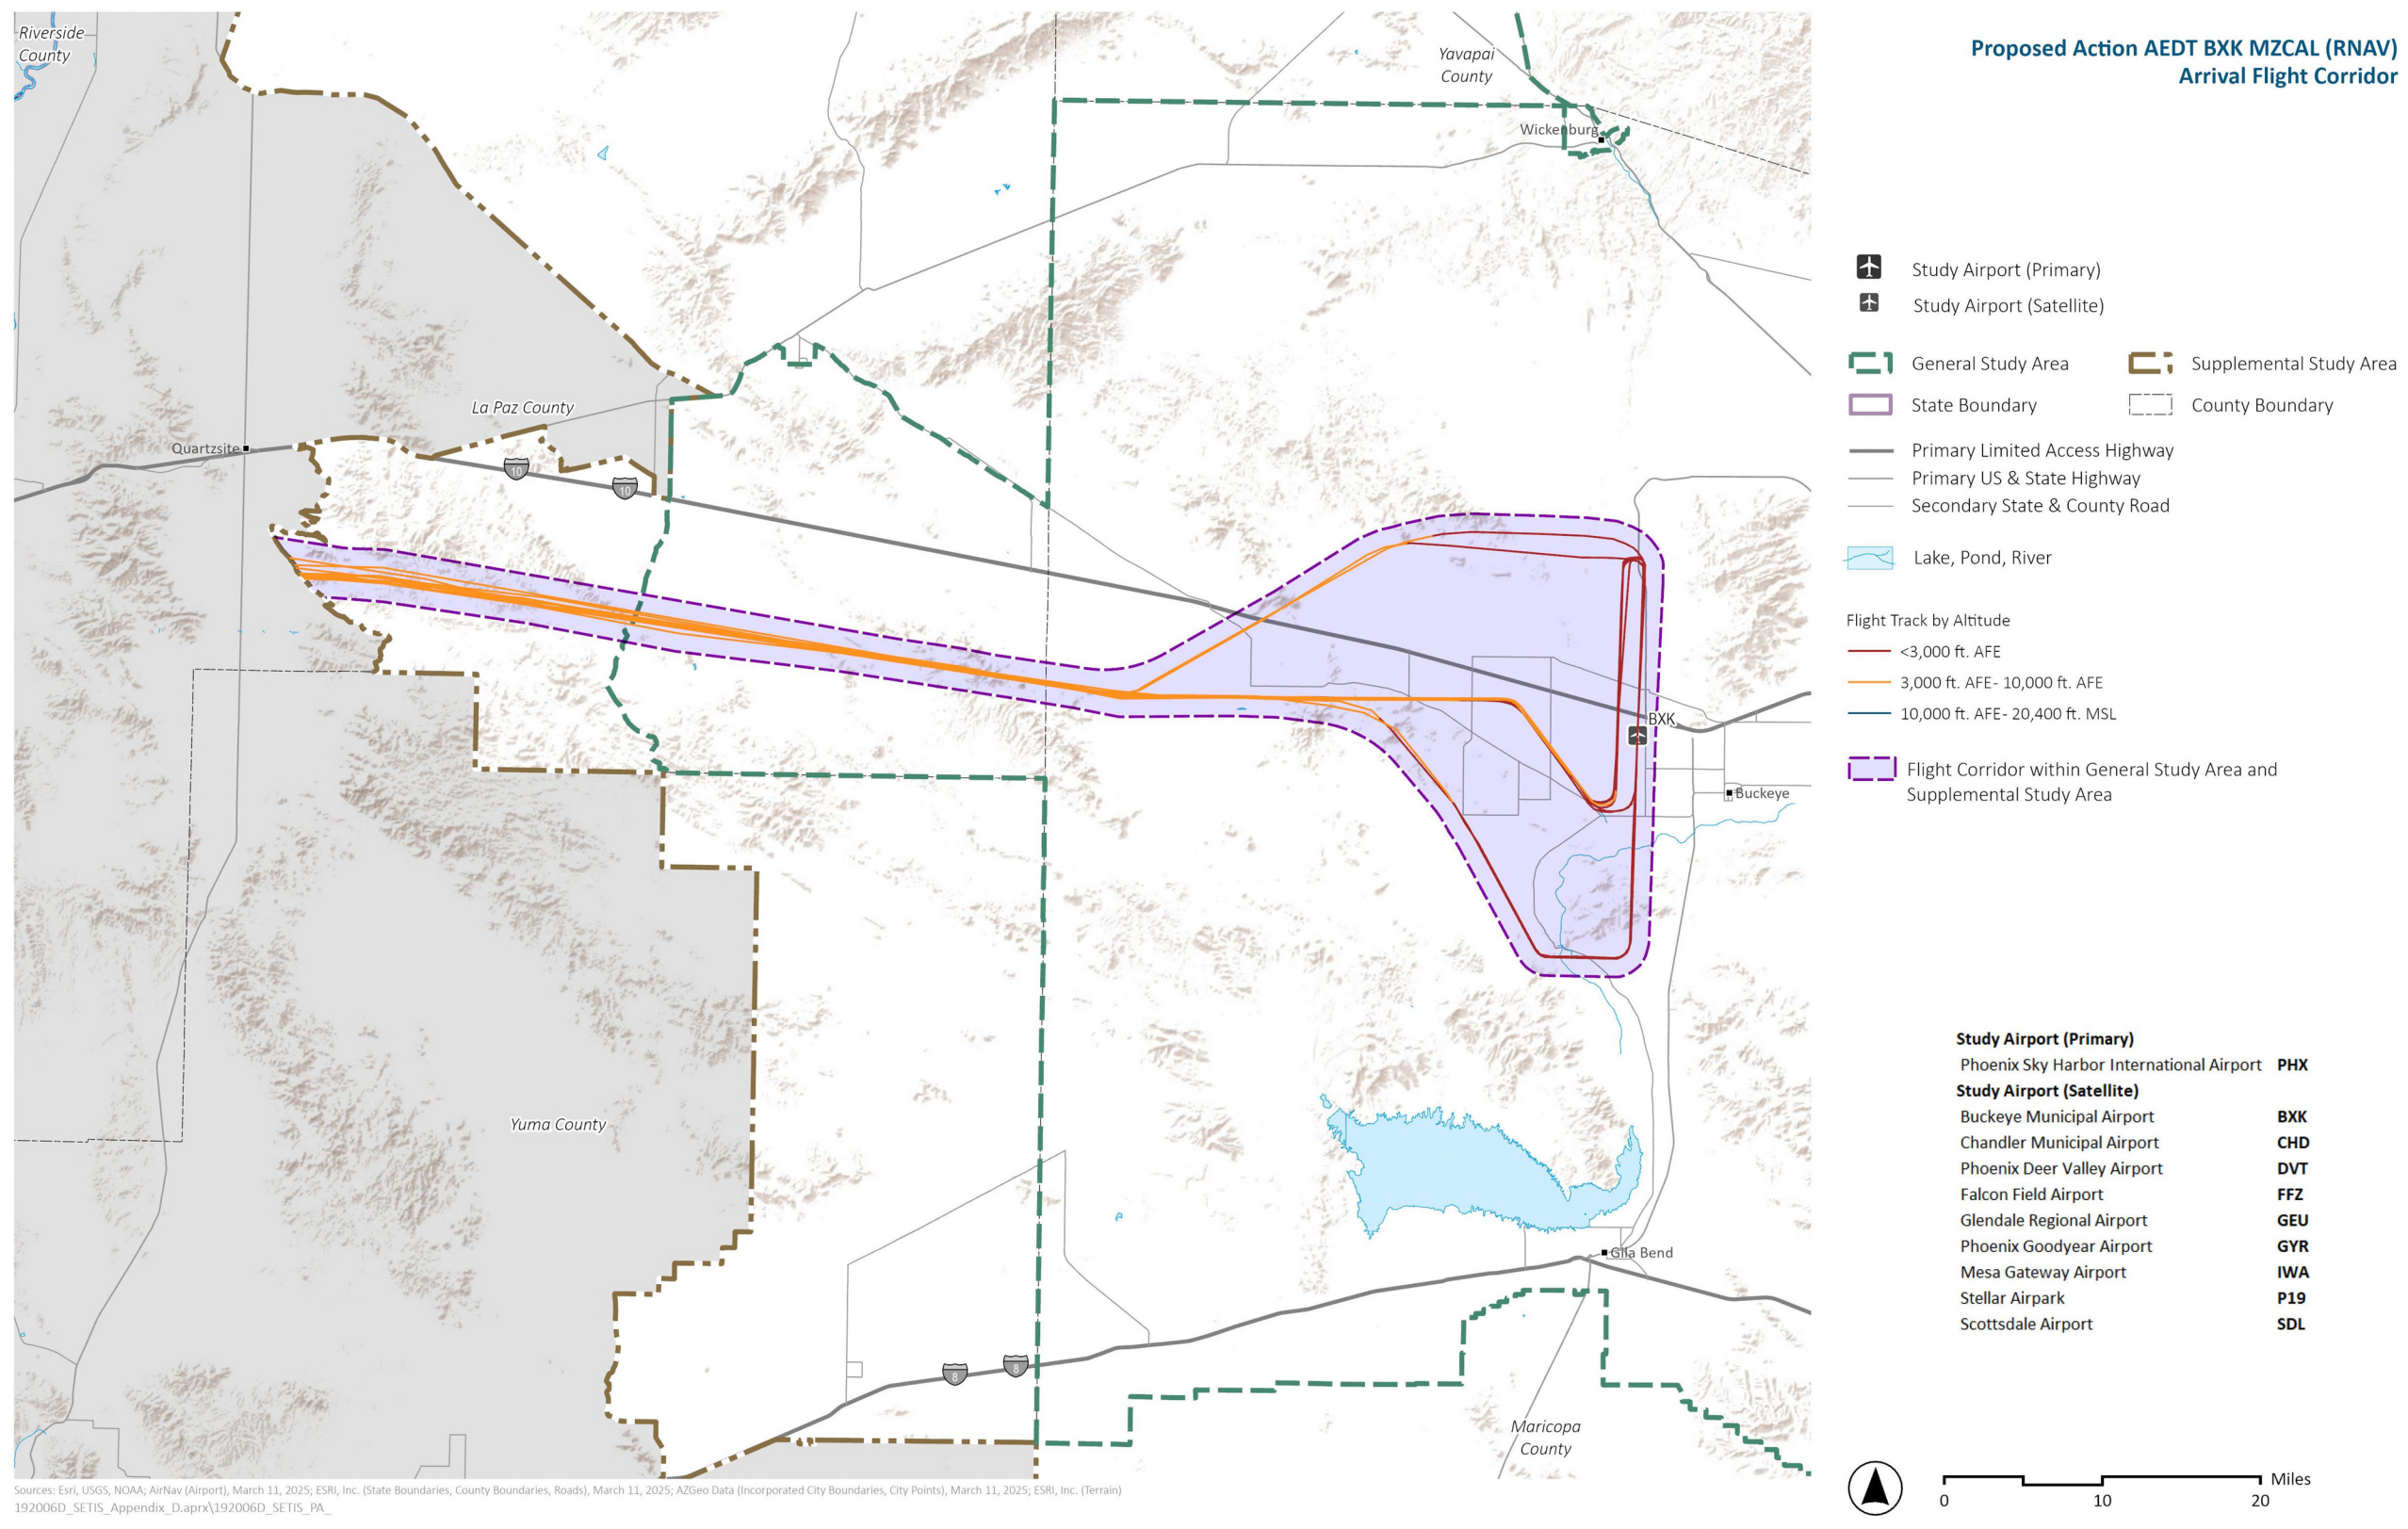 Riverside
County
Yavapai
County
Wickenburg
La Paz County
Quartzsite
10
10
BXK
Buckeye
Yuma County
Gila Bend
8
8
Maricopa
County
Proposed Action AEDT BXK MZCAL (RNAV)
Arrival Flight Corridor
Study Airport (Primary)
Study Airport (Satellite)
General Study Area
Supplemental Study Area
State Boundary
County Boundary
Primary Limited Access Highway
Primary US & State Highway
Secondary State & County Road
Lake, Pond, River
Flight Track by Altitude
<3,000 ft. AFE
3,000 ft. AFE- 10,000 ft. AFE
10,000 ft. AFE- 20,400 ft. MSL
Flight Corridor within General Study Area and
Supplemental Study Area
Study Airport (Primary)
Phoenix Sky Harbor International Airport PHX
Study Airport (Satellite)
Buckeye Municipal Airport BXK
Chandler Municipal Airport CHD
Phoenix Deer Valley Airport DVT
Falcon Field Airport FFZ
Glendale Regional Airport GEU
Phoenix Goodyear Airport GYR
Mesa Gateway Airport IWA
Stellar Airpark P19
Scottsdale Airport SDL
Miles
0 10 20
Sources: Esri, USGS, NOAA; AirNav (Airport), March 11, 2025; ESRI, Inc. (State Boundaries, County Boundaries, Roads), March 11, 2025; AZGeo Data (Incorporated City Boundaries, City Points), March 11, 2025; ESRI, Inc. (Terrain)
192006D_SETIS_Appendix_D.aprx\192006D_SETIS_PA_